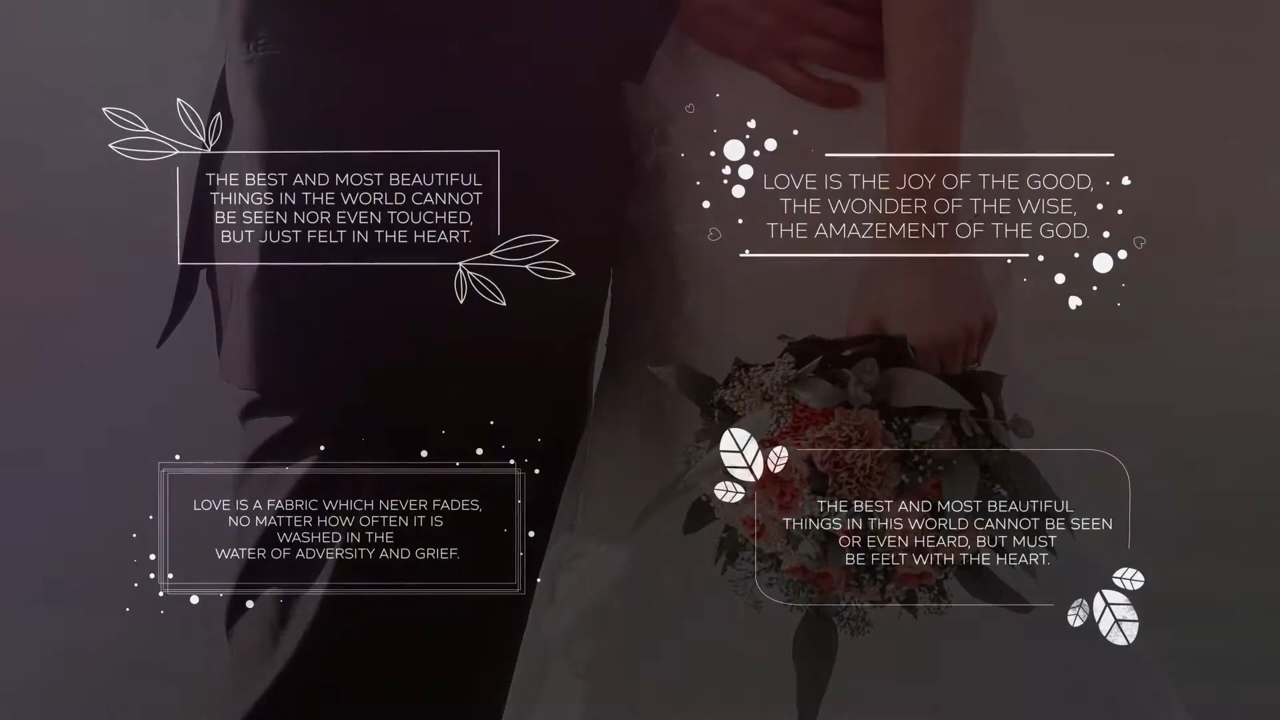 THE BEST AND MOST BEAUTIFUL
THINGS IN THE WORLD CANNOT
BE SEEN NOR EVEN TOUCHED,
BUT JUST FELT IN THE HEART.
LOVE IS THE JOY OF THE GOOD,
THE WONDER OF THE WISE,
THE AMAZEMENT OF THE GOD.
LOVE IS A FABRIC WHICH NEVER FADES,
NO MATTER HOW OFTEN IT IS
WASHED IN THE
WATER OF ADVERSITY AND GRIEF.
THE BEST AND MOST BEAUTIFUL
THINGS IN THIS WORLD CANNOT BE SEEN
OR EVEN HEARD, BUT MUST
BE FELT WITH THE HEART.